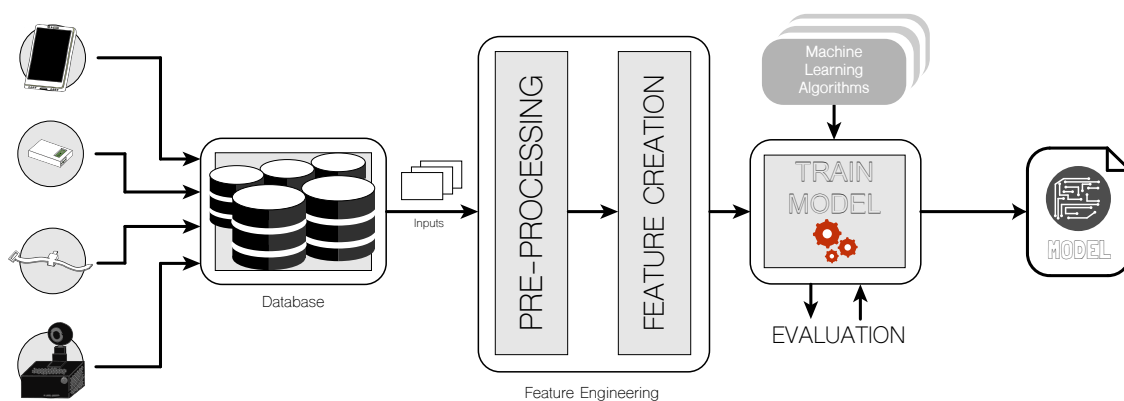 Machine
Learning
Algorithms
PRE-PROCESSING
FEATURE CREATION
TRAIN
MODEL
Inputs
MODEL
Database
EVALUATION
Feature Engineering